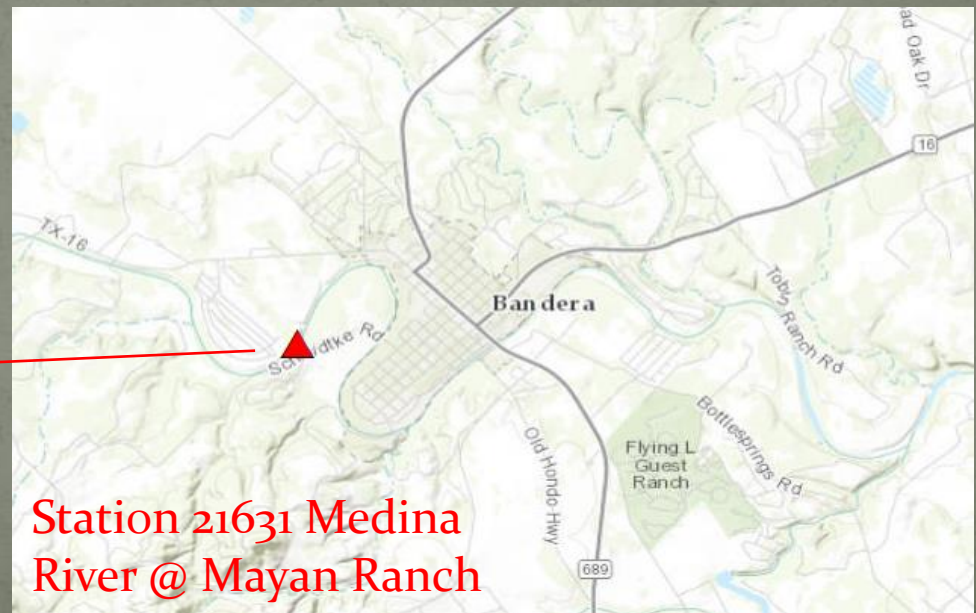 ad Oak Dr
16
TX-16
Bandera
Tobin Ranch Rd
Schmidtke Rd
Bottlesprings Rd
Old Hondo Hwy
Flying L
Guest
Ranch
689
Station 21631 Medina
River @ Mayan Ranch